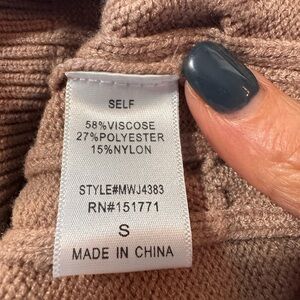 SELF
58%VISCOSE
27%POLYESTER
15%NYLON
STYLE#MWJ4383
RN#151771
S
MADE IN CHINA